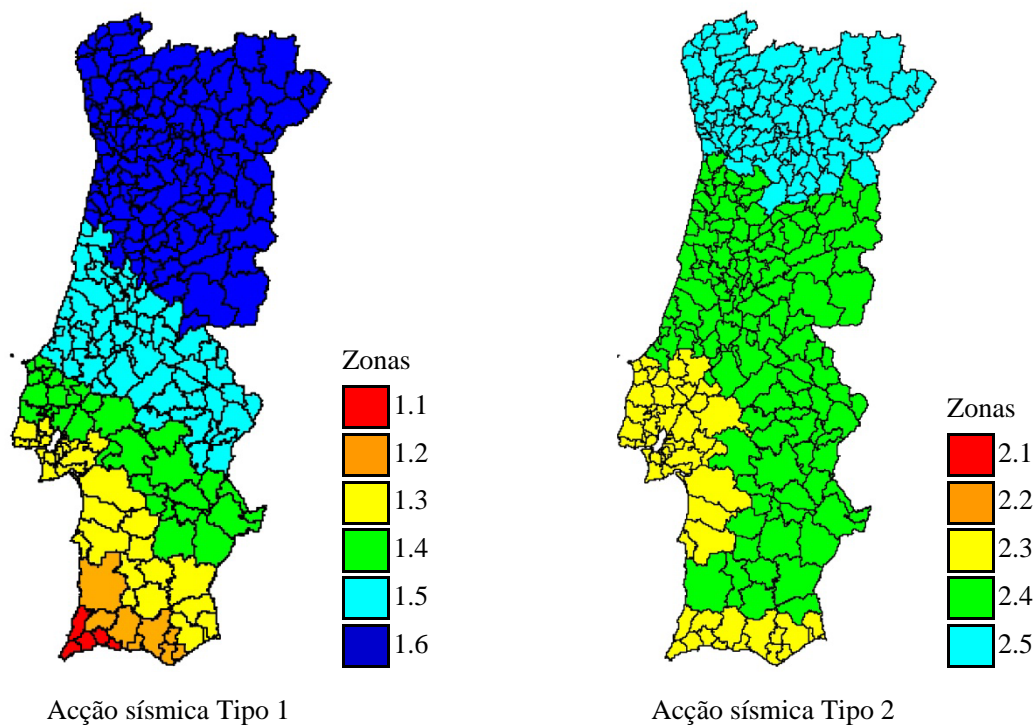 Zonas
1.1
1.2
1.3
1.4
1.5
1.6
Acção sísmica Tipo 1
Zonas
2.1
2.2
2.3
2.4
2.5
Acção sísmica Tipo 2